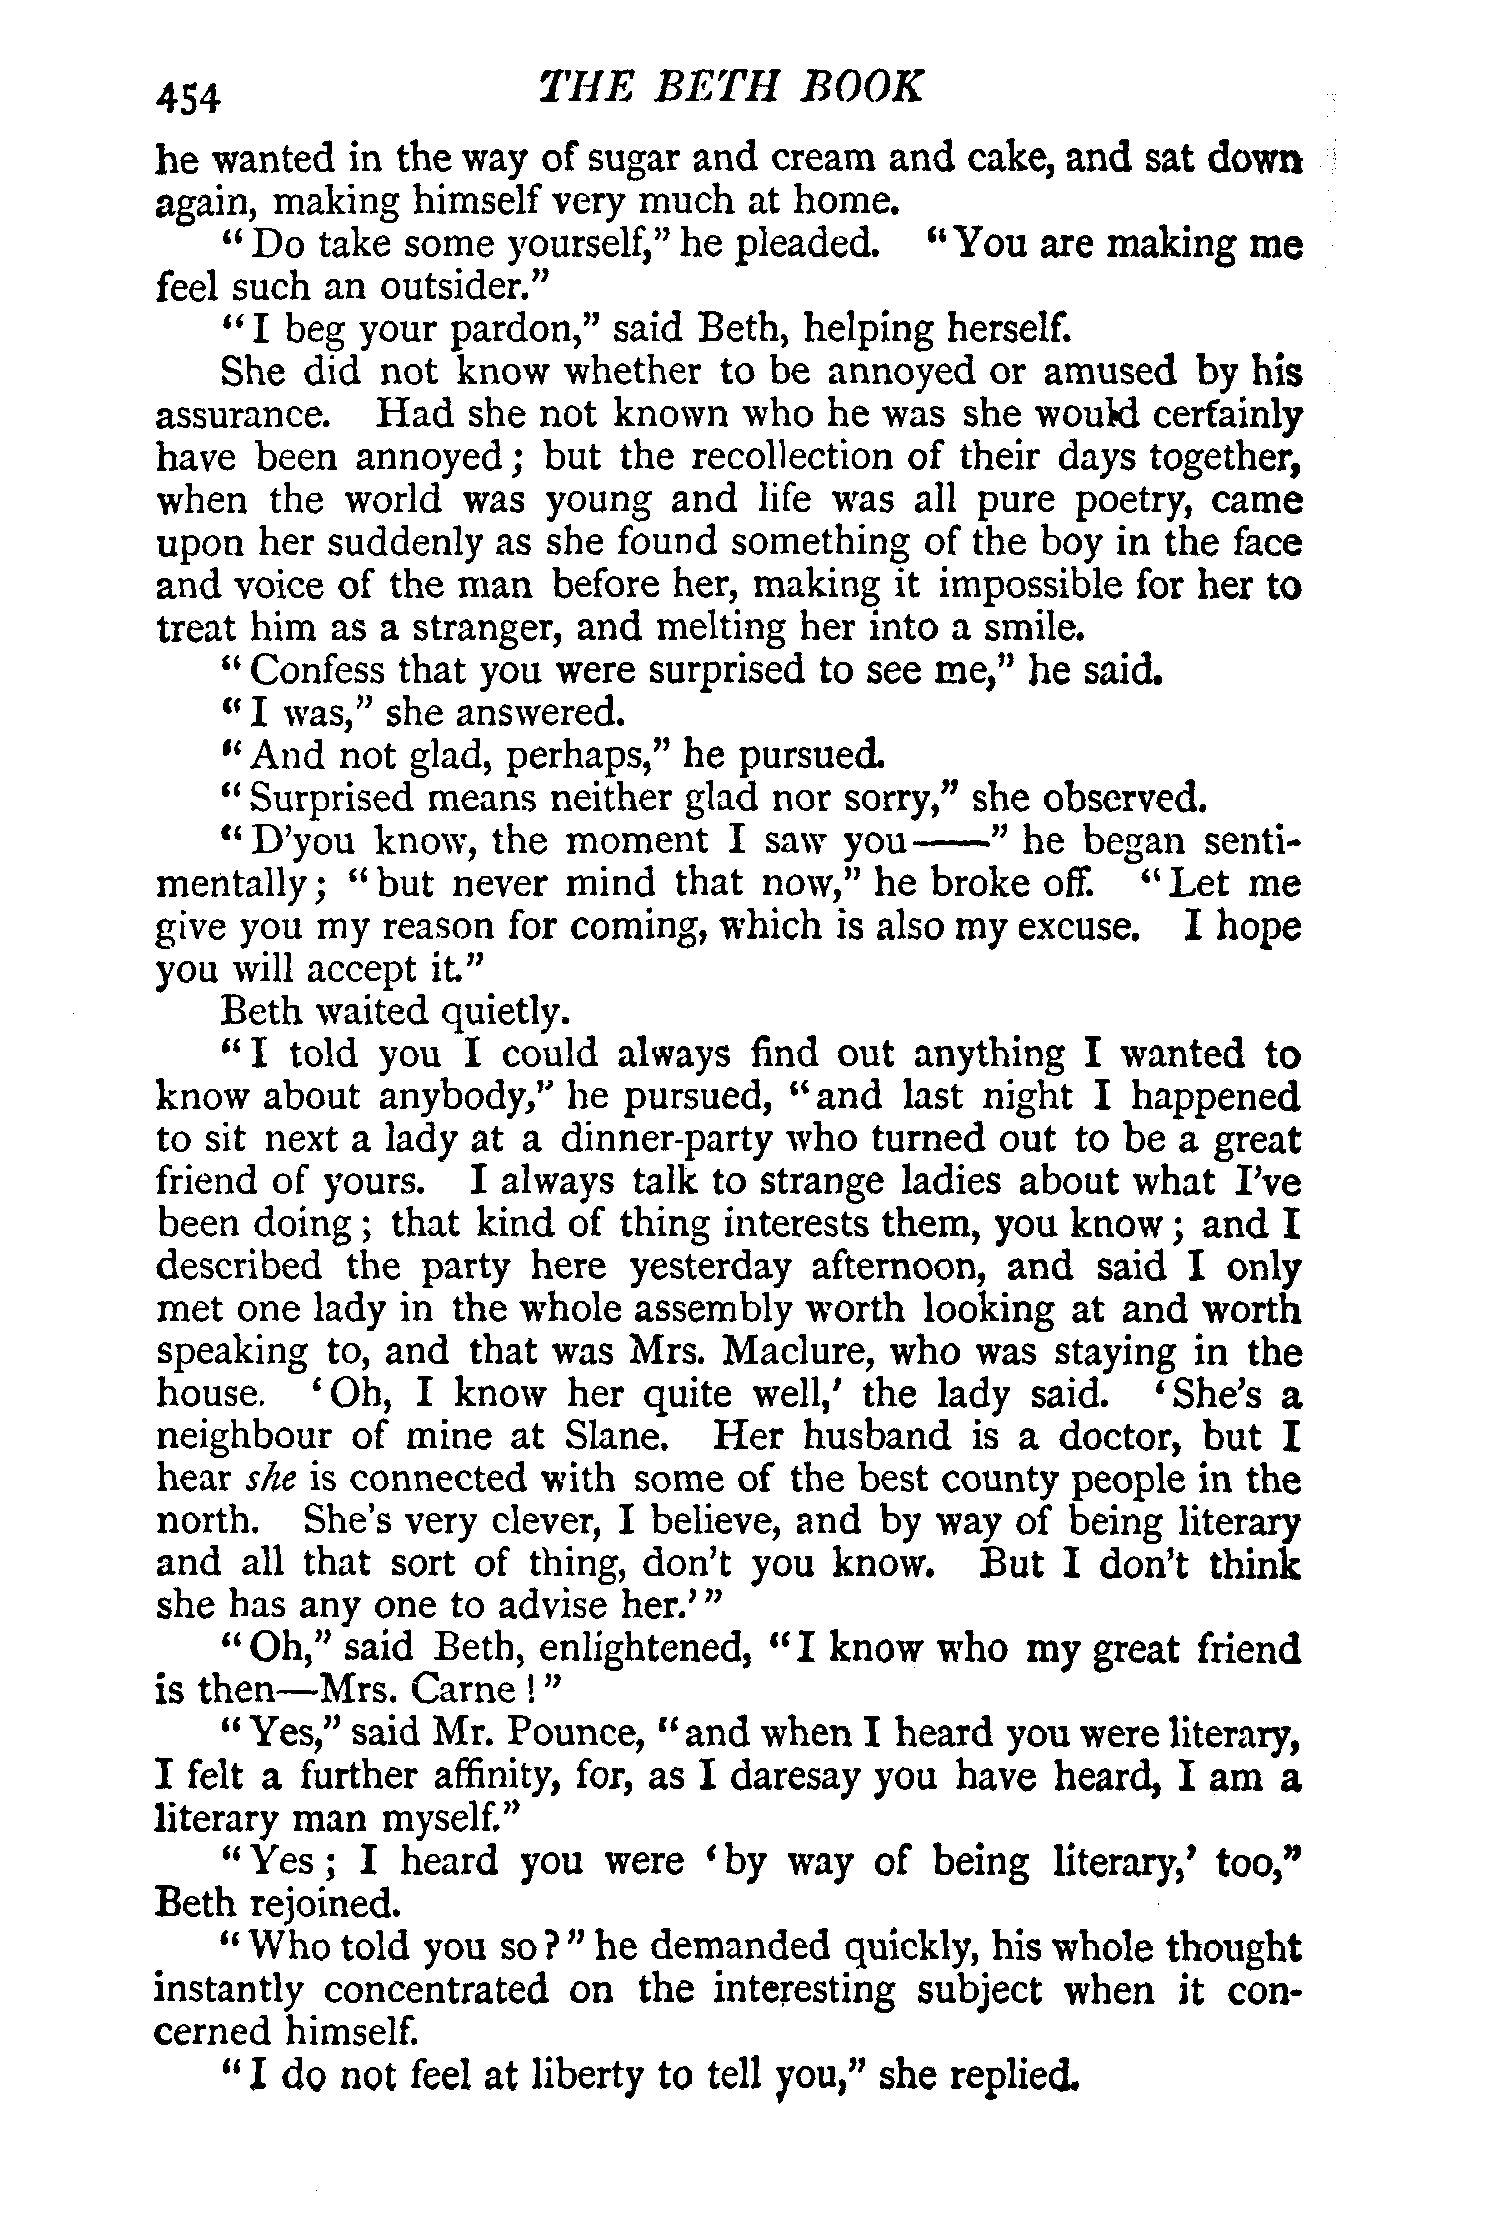 454
THE BETH BOOK
he wanted in the way of sugar and cream and cake, and sat down
again, making himself very much at home.
“Do take some yourself,” he pleaded. “You are making me
feel such an outsider.”
“I beg your pardon,” said Beth, helping herself.
She did not know whether to be annoyed or amused by his
assurance. Had she not known who he was she would certainly
have been annoyed; but the recollection of their days together,
when the world was young and life was all pure poetry, came
upon her suddenly as she found something of the boy in the face
and voice of the man before her, making it impossible for her to
treat him as a stranger, and melting her into a smile.
“Confess that you were surprised to see me,” he said.
“I was,” she answered.
“And not glad, perhaps,” he pursued.
“Surprised means neither glad nor sorry,” she observed.
“D’you know, the moment I saw you——” he began senti-
mentally; “but never mind that now,” he broke off. “Let me
give you my reason for coming, which is also my excuse. I hope
you will accept it.”
Beth waited quietly.
“I told you I could always find out anything I wanted to
know about anybody,” he pursued, “and last night I happened
to sit next a lady at a dinner-party who turned out to be a great
friend of yours. I always talk to strange ladies about what I’ve
been doing; that kind of thing interests them, you know; and I
described the party here yesterday afternoon, and said I only
met one lady in the whole assembly worth looking at and worth
speaking to, and that was Mrs. Maclure, who was staying in the
house. ‘Oh, I know her quite well,’ the lady said. ‘She’s a
neighbour of mine at Slane. Her husband is a doctor, but I
hear she is connected with some of the best county people in the
north. She’s very clever, I believe, and by way of being literary
and all that sort of thing, don’t you know. But I don’t think
she has any one to advise her.’”
“Oh,” said Beth, enlightened, “I know who my great friend
is then—Mrs. Carne!”
“Yes,” said Mr. Pounce, “and when I heard you were literary,
I felt a further affinity, for, as I daresay you have heard, I am a
literary man myself.”
“Yes; I heard you were ‘by way of being literary,’ too,”
Beth rejoined.
“Who told you so?” he demanded quickly, his whole thought
instantly concentrated on the interesting subject when it con-
cerned himself.
“I do not feel at liberty to tell you,” she replied.